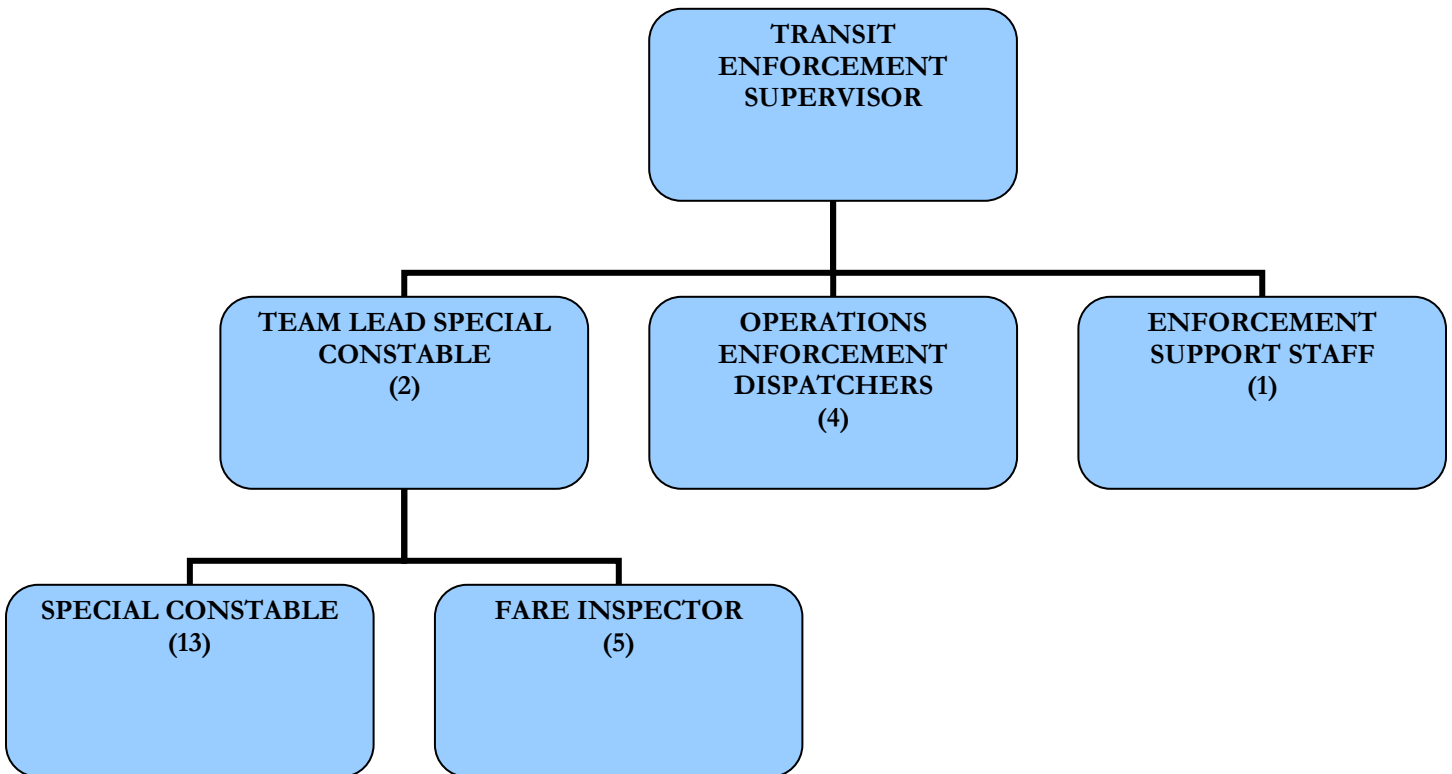 TRANSIT
ENFORCEMENT
SUPERVISOR
TEAM LEAD SPECIAL
CONSTABLE
(2)
OPERATIONS
ENFORCEMENT
DISPATCHERS
(4)
ENFORCEMENT
SUPPORT STAFF
(1)
SPECIAL CONSTABLE
(13)
FARE INSPECTOR
(5)